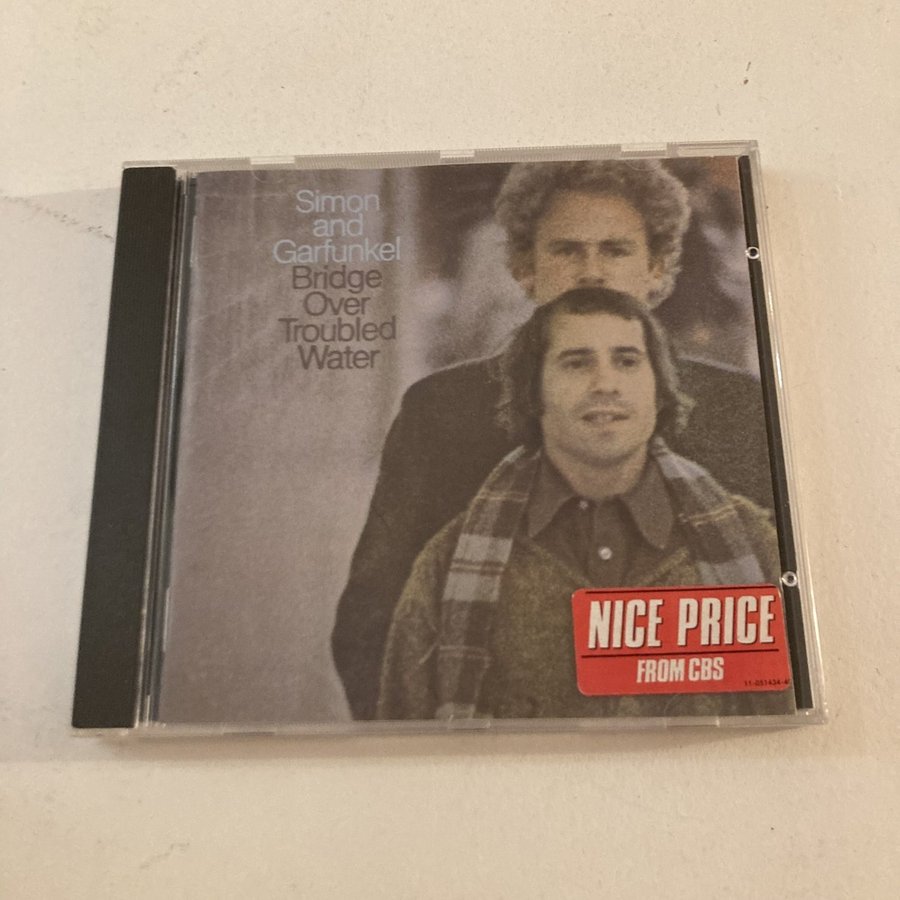 Simon
and
Garfunkel
Bridge
Over
Troubled
Water
NICE PRICE
FROM CBS